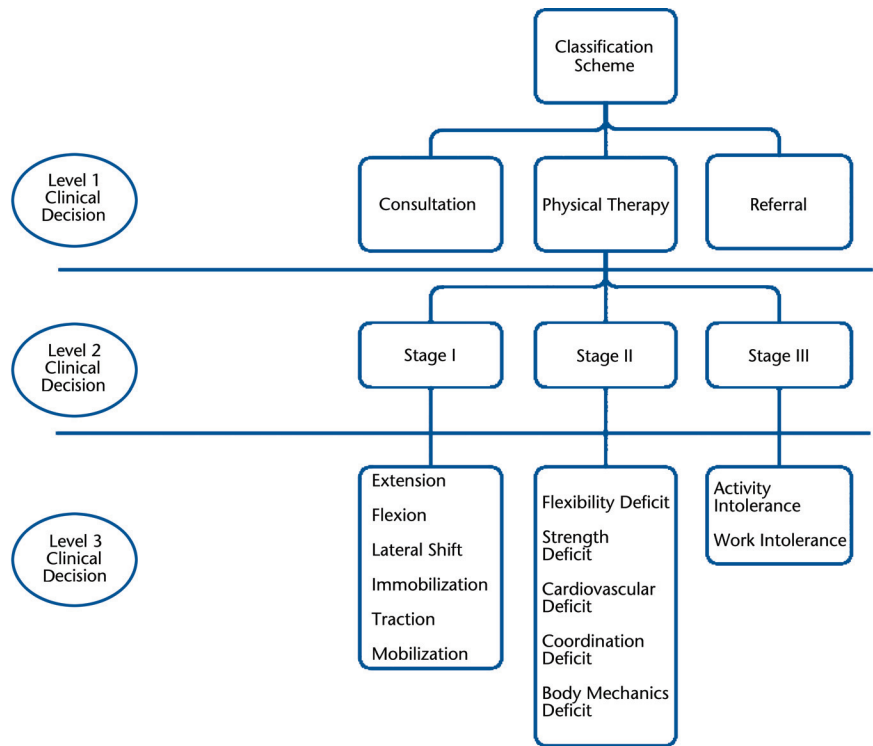 Classification
Scheme
Level 1
Clinical
Decision
Consultation
Physical Therapy
Referral
Level 2
Clinical
Decision
Stage I
Stage II
Stage III
Level 3
Clinical
Decision
Extension
Flexion
Lateral Shift
Immobilization
Traction
Mobilization
Flexibility Deficit
Strength
Deficit
Cardiovascular
Deficit
Coordination
Deficit
Body Mechanics
Deficit
Activity
Intolerance
Work Intolerance